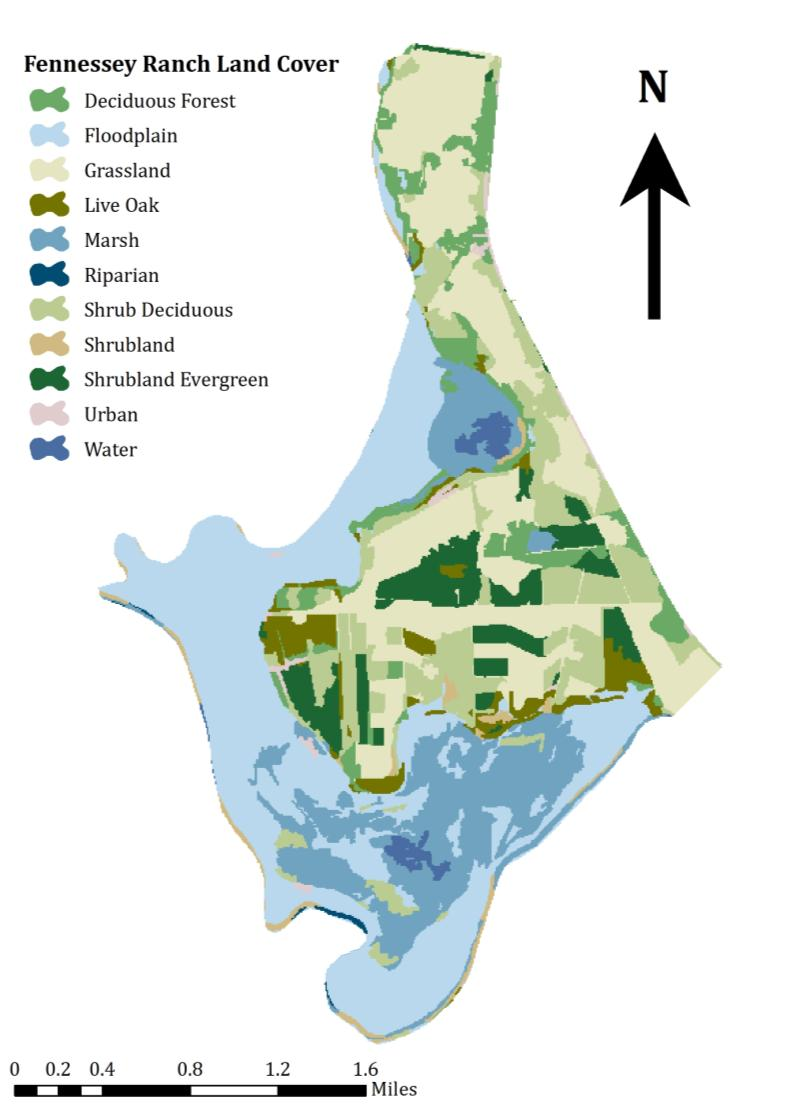 Fennessey Ranch Land Cover
Deciduous Forest
Floodplain
Grassland
Live Oak
Marsh
Riparian
Shrub Deciduous
Shrubland
Shrubland Evergreen
Urban
Water
N
0 0.2 0.4 0.8 1.2 1.6
Miles